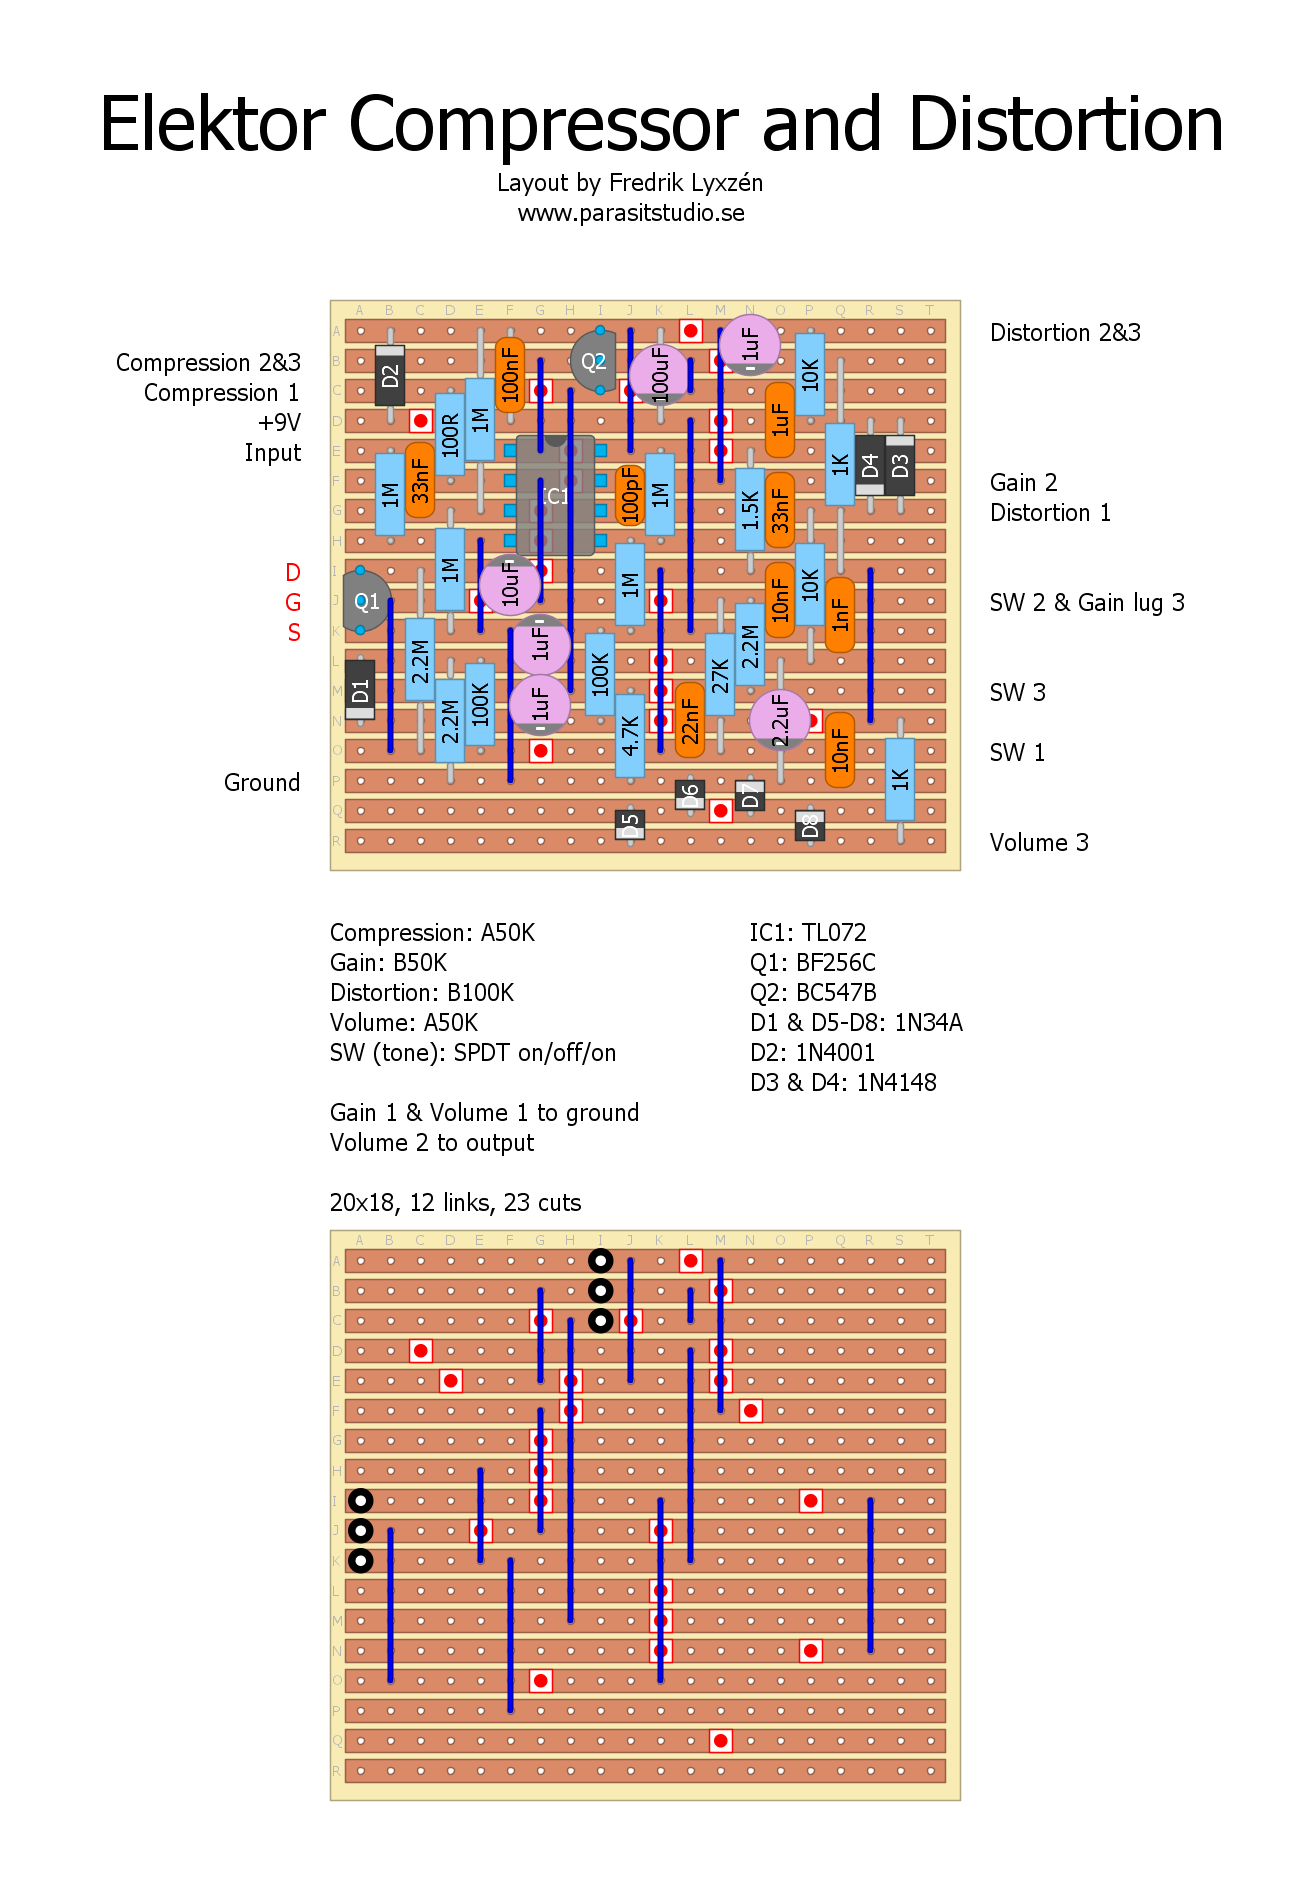 Elektor Compressor and Distortion
Layout by Fredrik Lyxzén
www.parasitstudio.se
A B C D E F G H I J K L M N O P Q R S T
A
B
C
D
E
F
G
H
I
J
K
L
M
N
O
P
Q
R
Compression 2&3
Compression 1
+9V
Input
D
G
S
Ground
Distortion 2&3
Gain 2
Distortion 1
SW 2 & Gain lug 3
SW 3
SW 1
Volume 3
D2
100nF
Q2
100uF
1uF
10K
100R
1M
1uF
1M
33nF
IC1
100pF
1M
1.5K
33nF
1K
D4
D3
Q1
1M
10uF
1M
10nF
10K
1nF
D1
2.2M
1uF
100K
27K
2.2M
2.2M
100K
1uF
4.7K
22nF
2.2uF
10nF
1K
D5
D6
D7
D8
Compression: A50K
Gain: B50K
Distortion: B100K
Volume: A50K
SW (tone): SPDT on/off/on
Gain 1 & Volume 1 to ground
Volume 2 to output
IC1: TL072
Q1: BF256C
Q2: BC547B
D1 & D5-D8: 1N34A
D2: 1N4001
D3 & D4: 1N4148
20x18, 12 links, 23 cuts
A B C D E F G H I J K L M N O P Q R S T
A
B
C
D
E
F
G
H
I
J
K
L
M
N
O
P
Q
R